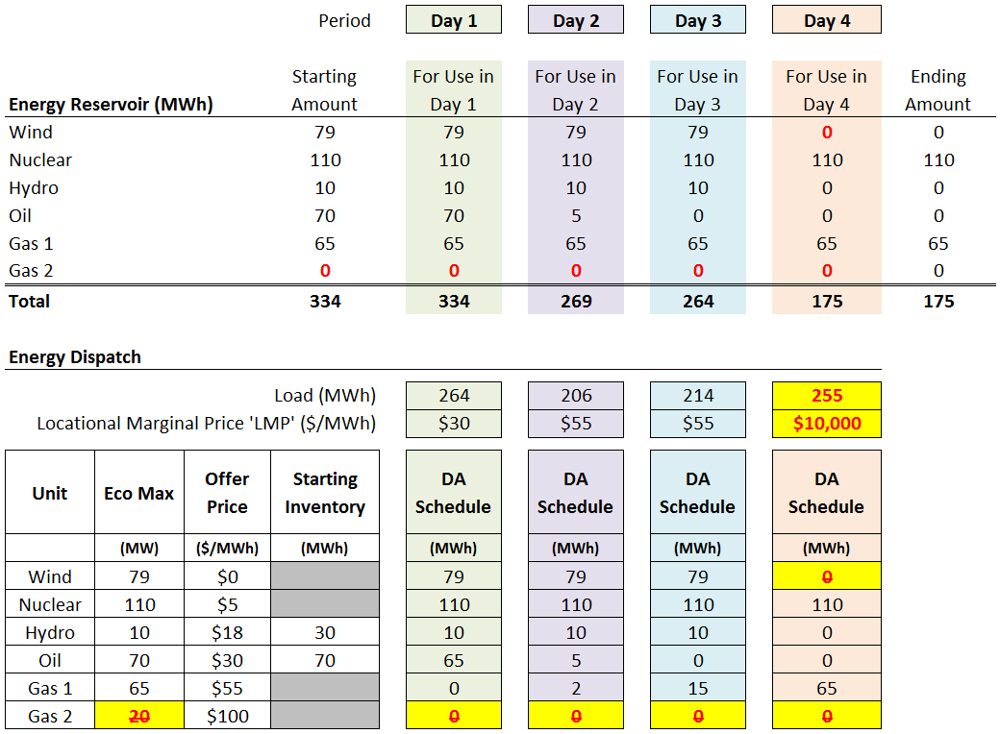 Period Day 1 Day 2 Day 3 Day 4
Starting For Use in For Use in For Use in For Use in Ending
Energy Reservoir (MWh) Amount Day 1 Day 2 Day 3 Day 4 Amount
Wind 79 79 79 79 0 0
Nuclear 110 110 110 110 110 110
Hydro 10 10 10 10 0 0
Oil 70 70 5 0 0 0
Gas 1 65 65 65 65 65 65
Gas 2 0 0 0 0 0 0
Total 334 334 269 264 175 175
Energy Dispatch
Load (MWh) 264 206 214 255
Locational Marginal Price 'LMP' ($/MWh) $30 $55 $55 $10,000
Unit Eco Max Offer Price Starting Inventory DA Schedule DA Schedule DA Schedule DA Schedule
(MW) ($/MWh) (MWh) (MWh) (MWh) (MWh) (MWh)
Wind 79 $0 79 79 79 0
Nuclear 110 $5 110 110 110 110
Hydro 10 $18 30 10 10 10 0
Oil 70 $30 70 65 5 0 0
Gas 1 65 $55 0 2 15 65
Gas 2 20 $100 0 0 0 0